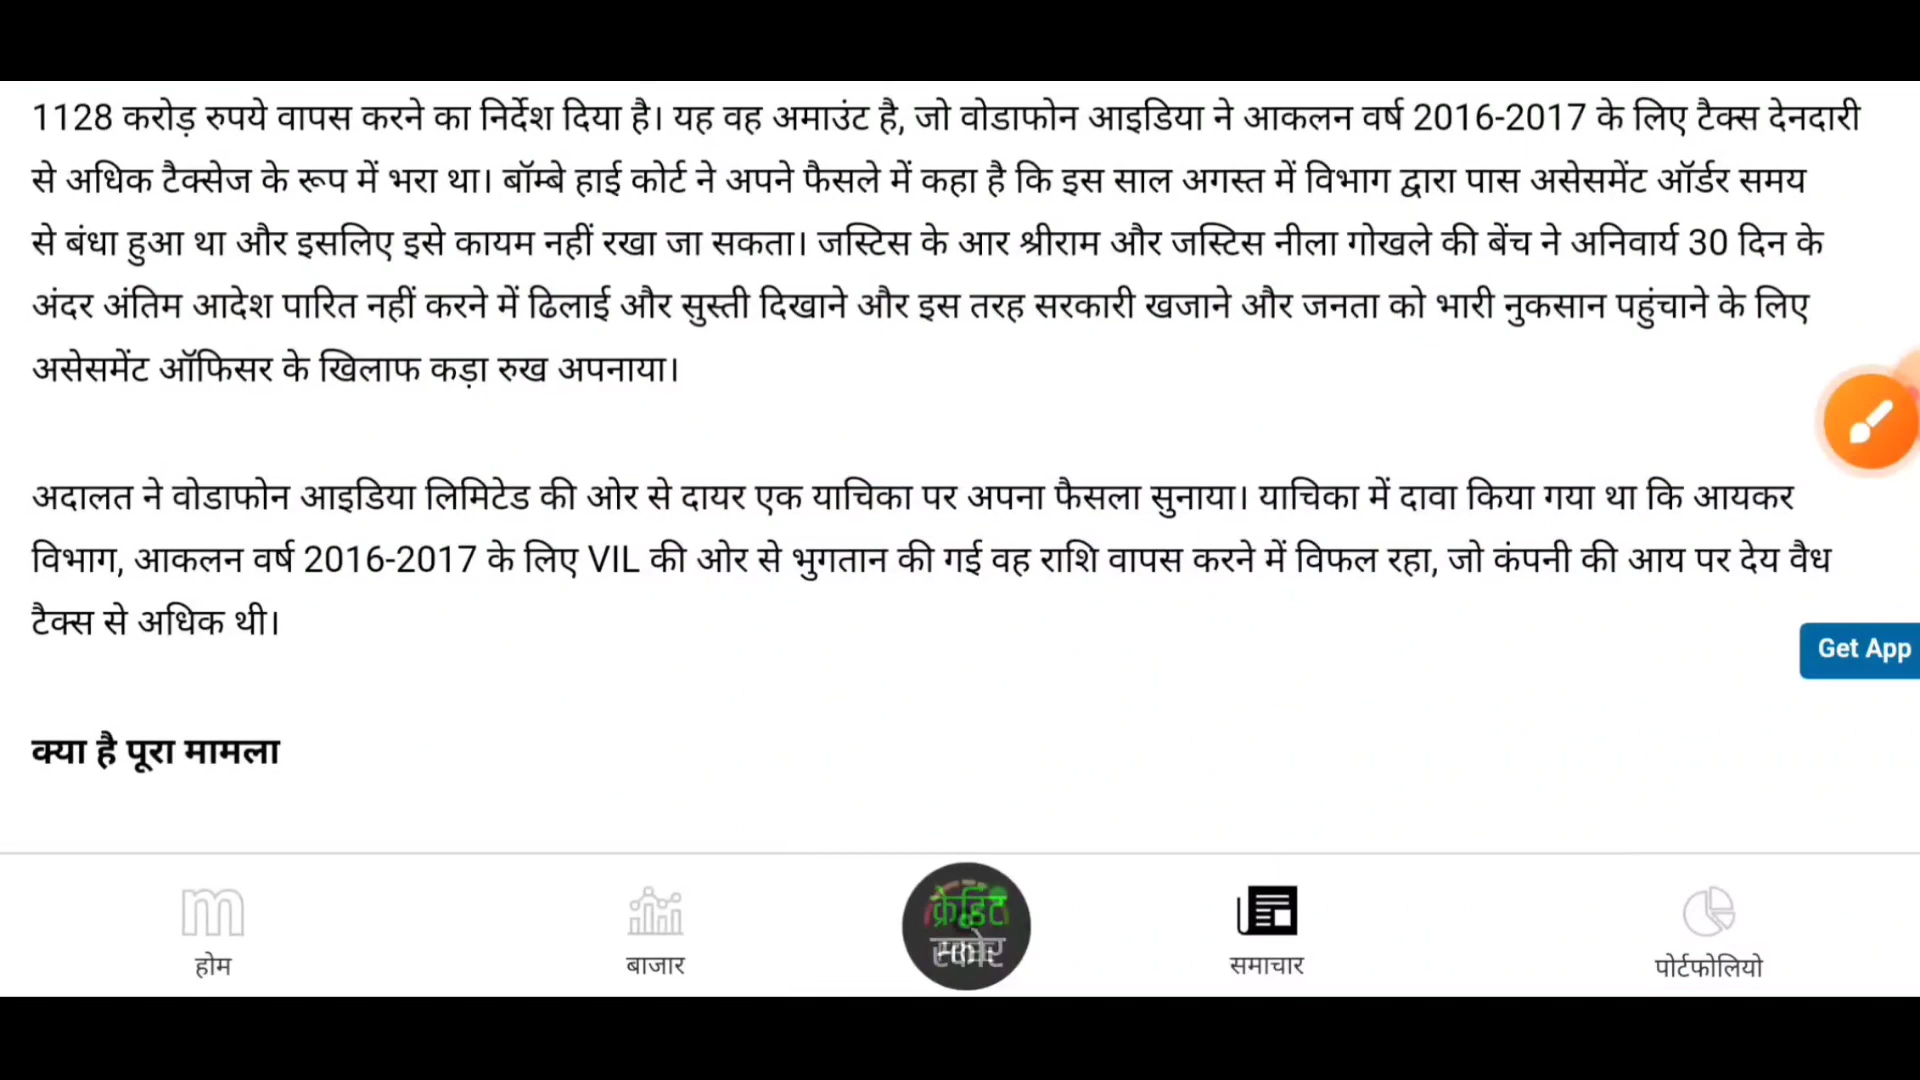 1128 करोड़ रुपये वापस करने का निर्देश दिया है। यह वह अमाउंट है, जो वोडाफोन आइडिया ने आकलन वर्ष 2016-2017 के लिए टैक्स देनदारी
से अधिक टैक्सेज के रूप में भरा था। बॉम्बे हाई कोर्ट ने अपने फैसले में कहा है कि इस साल अगस्त में विभाग द्वारा पास असेसमेंट ऑर्डर समय
से बंधा हुआ था और इसलिए इसे कायम नहीं रखा जा सकता। जस्टिस के आर श्रीराम और जस्टिस नीला गोखले की बेंच ने अनिवार्य 30 दिन के
अंदर अंतिम आदेश पारित नहीं करने में ढिलाई और सुस्ती दिखाने और इस तरह सरकारी खजाने और जनता को भारी नुकसान पहुंचाने के लिए
असेसमेंट ऑफिसर के खिलाफ कड़ा रुख अपनाया।
अदालत ने वोडाफोन आइडिया लिमिटेड की ओर से दायर एक याचिका पर अपना फैसला सुनाया। याचिका में दावा किया गया था कि आयकर
विभाग, आकलन वर्ष 2016-2017 के लिए VIL की ओर से भुगतान की गई वह राशि वापस करने में विफल रहा, जो कंपनी की आय पर देय वैध
टैक्स से अधिक थी।
Get App
क्या है पूरा मामला
m
क्रेडिट
होम
बाजार
समाचार
पोर्टफोलियो